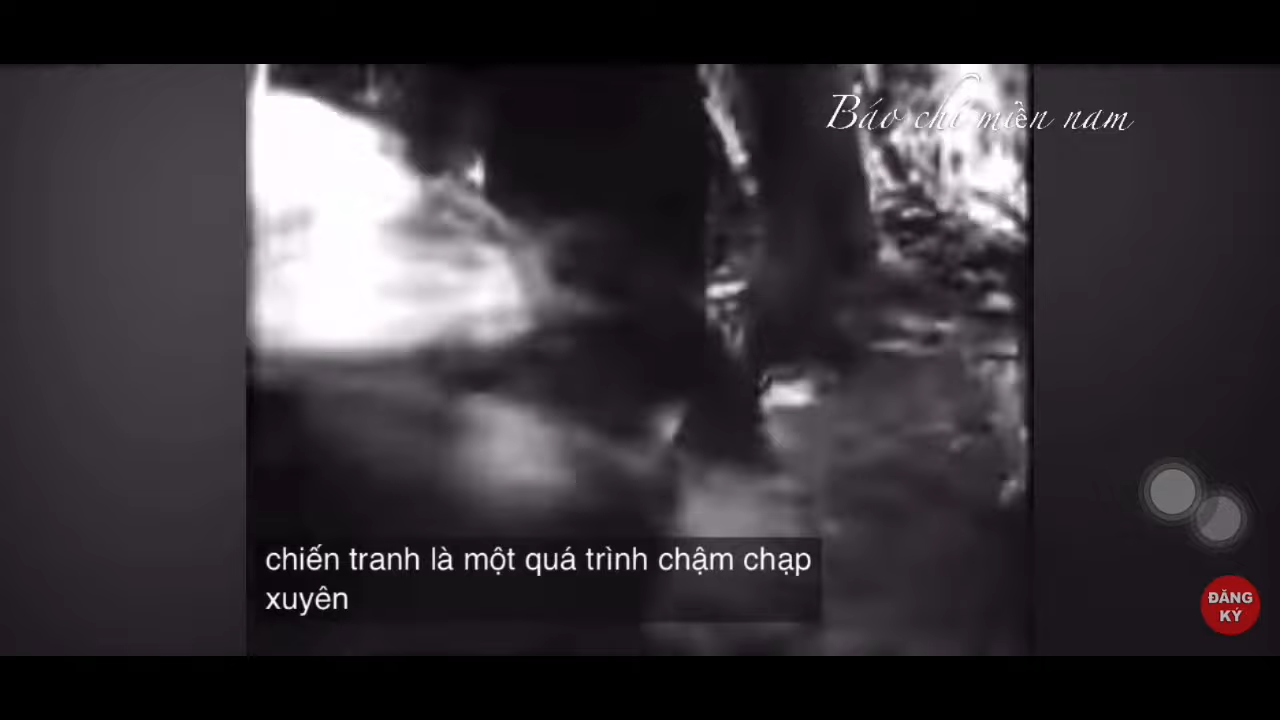 Báo chí miền nam
chiến tranh là một quá trình chậm chạp
xuyên
ĐĂNG
KÝ